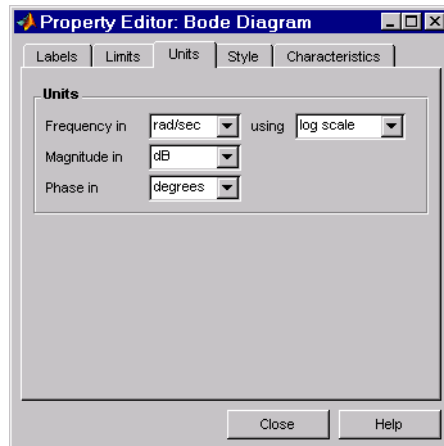 Property Editor: Bode Diagram
Labels Limits Units Style Characteristics
Units
Frequency in rad/sec using log scale
Magnitude in dB
Phase in degrees
Close Help